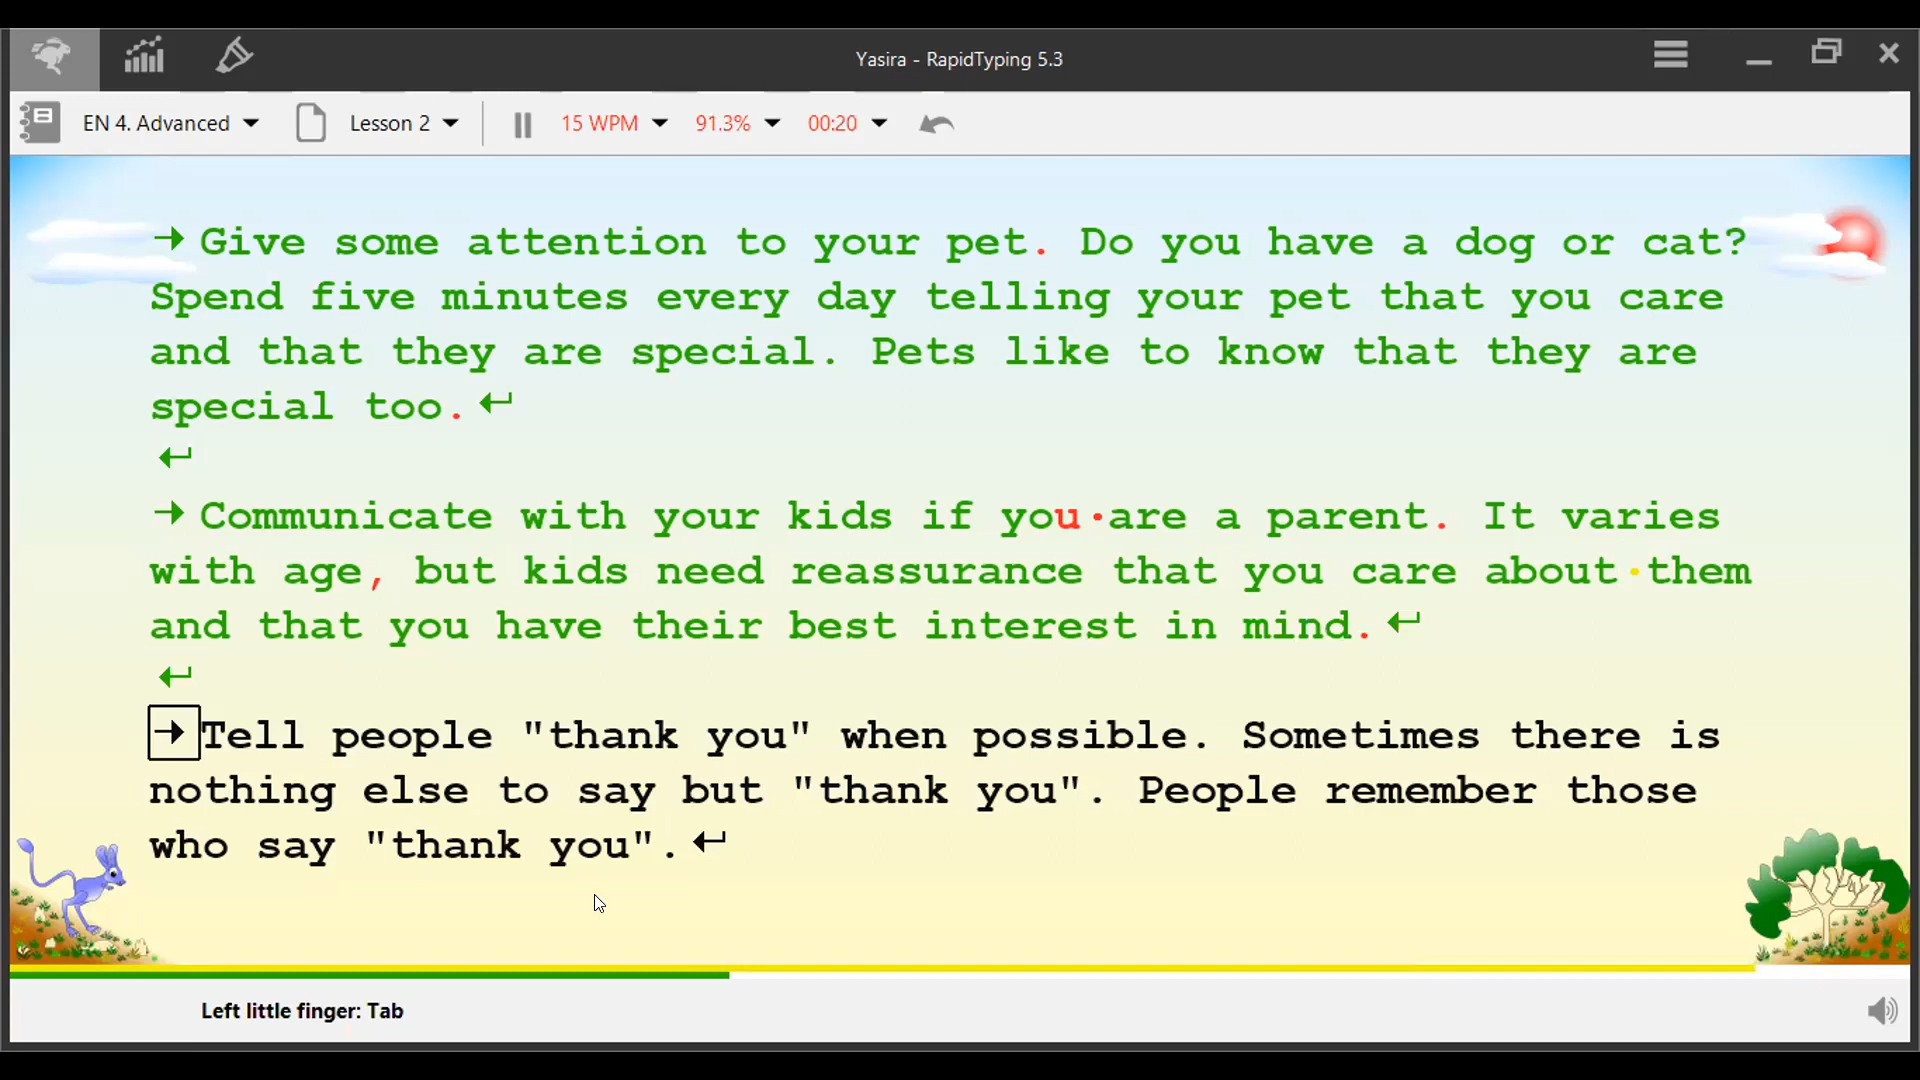 Yasira - RapidTyping 5.3
EN 4. Advanced Lesson 2 15 WPM 91.3% 00:20
→ Give some attention to your pet. Do you have a dog or cat?
Spend five minutes every day telling your pet that you care
and that they are special. Pets like to know that they are
special too.↵
↵
→ Communicate with your kids if you·are a parent. It varies
with age, but kids need reassurance that you care about·them
and that you have their best interest in mind.↵
↵
→ Tell people "thank you" when possible. Sometimes there is
nothing else to say but "thank you". People remember those
who say "thank you".↵
Left little finger: Tab